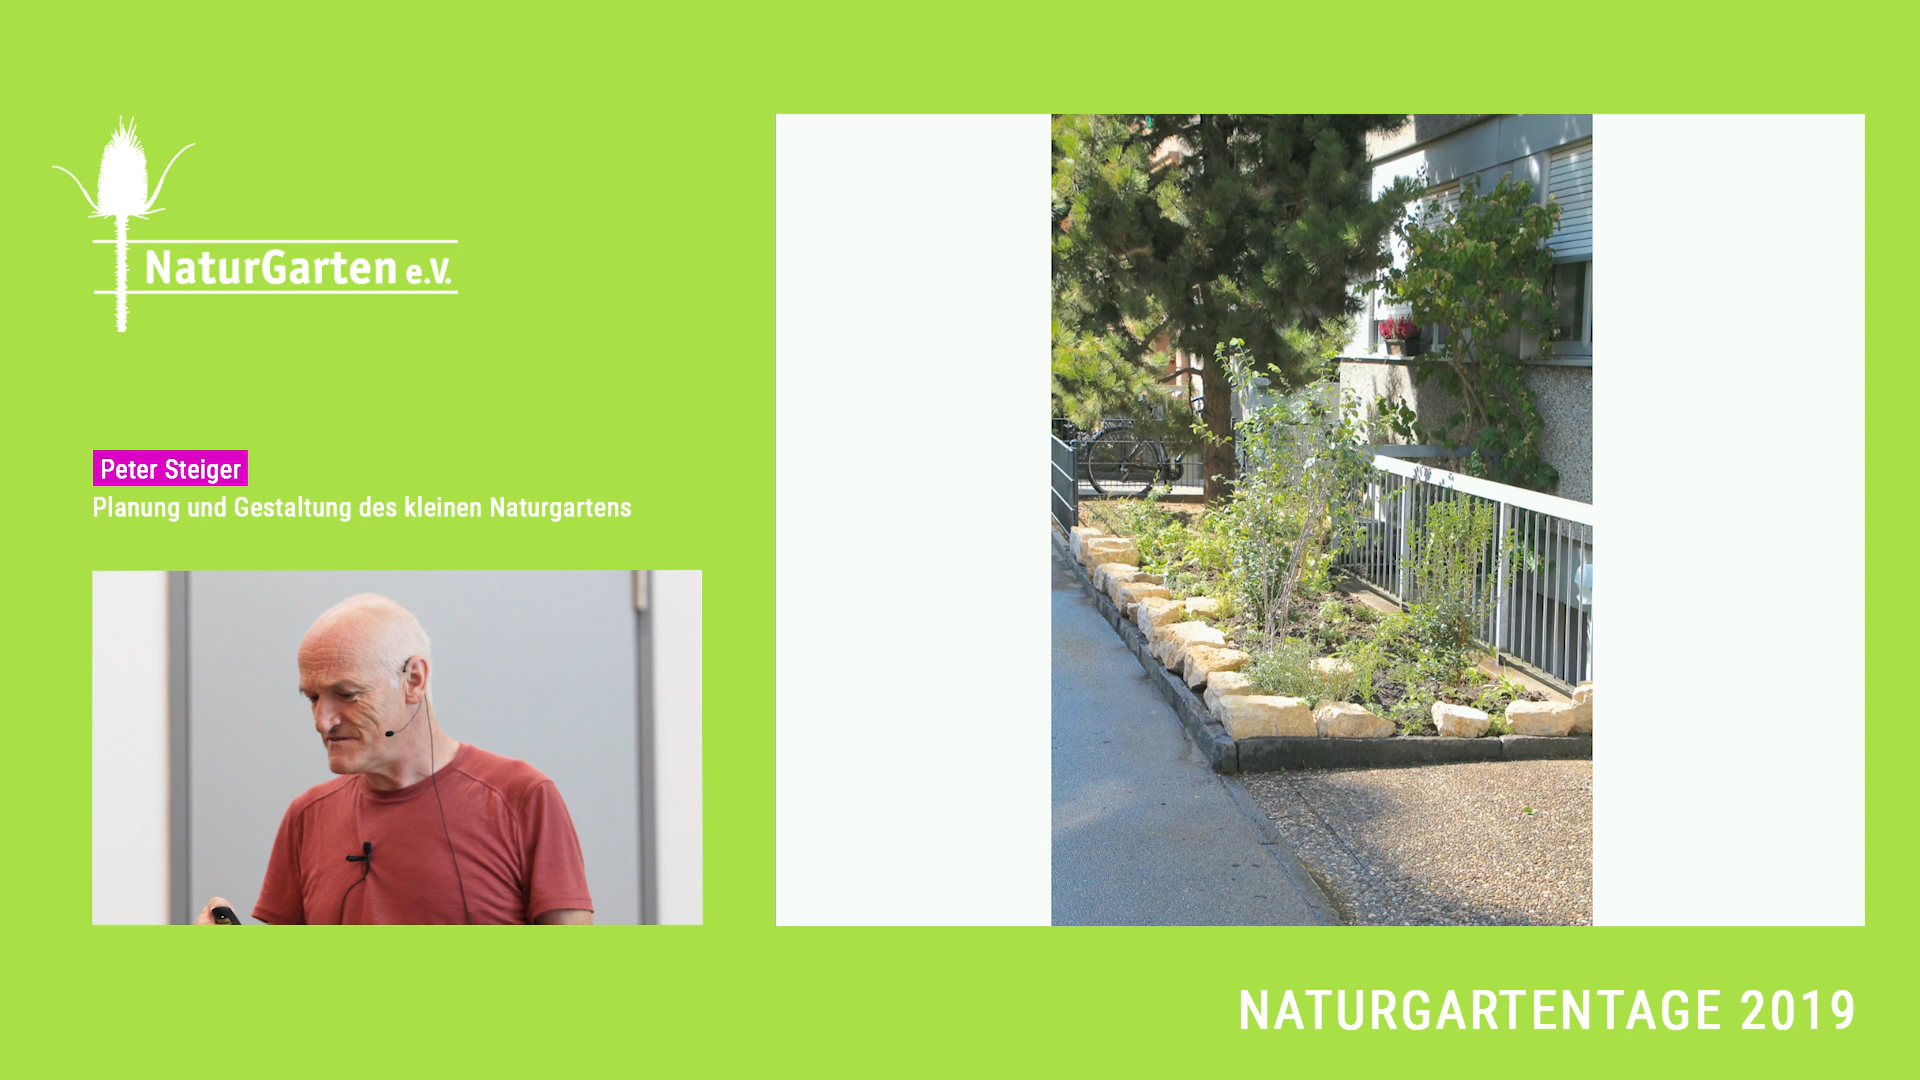 NaturGarten e.V.
Peter Steiger
Planung und Gestaltung des kleinen Naturgartens
NATURGARTENTAGE 2019